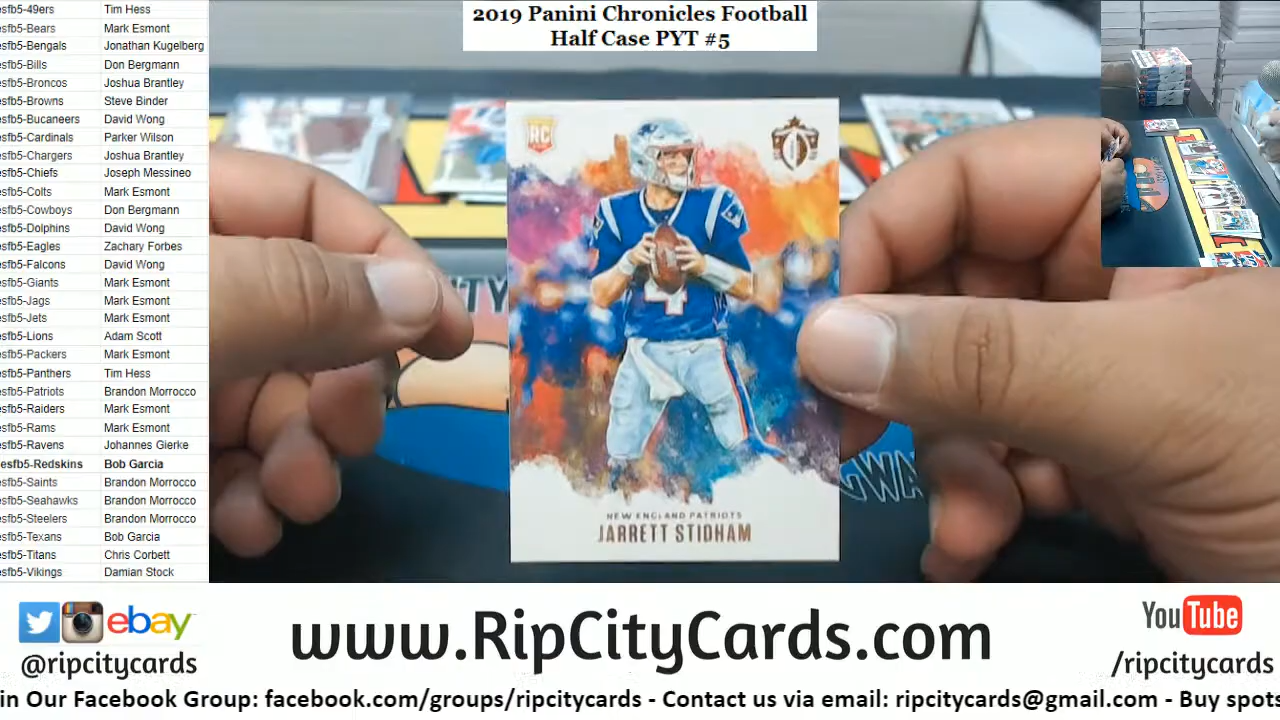 2019 Panini Chronicles Football
Half Case PYT #5
esfb5-49ers Tim Hess
esfb5-Bears Mark Esmont
esfb5-Bengals Jonathan Kugelberg
esfb5-Bills Don Bergmann
esfb5-Broncos Joshua Brantley
esfb5-Browns Steve Binder
esfb5-Bucaneers David Wong
esfb5-Cardinals Parker Wilson
esfb5-Chargers Joshua Brantley
esfb5-Chiefs Joseph Messineo
esfb5-Colts Mark Esmont
esfb5-Cowboys Don Bergmann
esfb5-Dolphins David Wong
esfb5-Eagles Zachary Forbes
esfb5-Falcons David Wong
esfb5-Giants Mark Esmont
esfb5-Jags Mark Esmont
esfb5-Jets Mark Esmont
esfb5-Lions Adam Scott
esfb5-Packers Mark Esmont
esfb5-Panthers Tim Hess
esfb5-Patriots Brandon Morrocco
esfb5-Raiders Mark Esmont
esfb5-Rams Mark Esmont
esfb5-Ravens Johannes Gierke
esfb5-Redskins Bob Garcia
esfb5-Saints Brandon Morrocco
esfb5-Seahawks Brandon Morrocco
esfb5-Steelers Brandon Morrocco
esfb5-Texans Bob Garcia
esfb5-Titans Chris Corbett
esfb5-Vikings Damian Stock
RC
4
NEW ENGLAND PATRIOTS
JARRETT STIDHAM
ebay
@ripcitycards
www.RipCityCards.com
YouTube
/ripcitycards
in Our Facebook Group: facebook.com/groups/ripcitycards - Contact us via email: ripcitycards@gmail.com - Buy spots